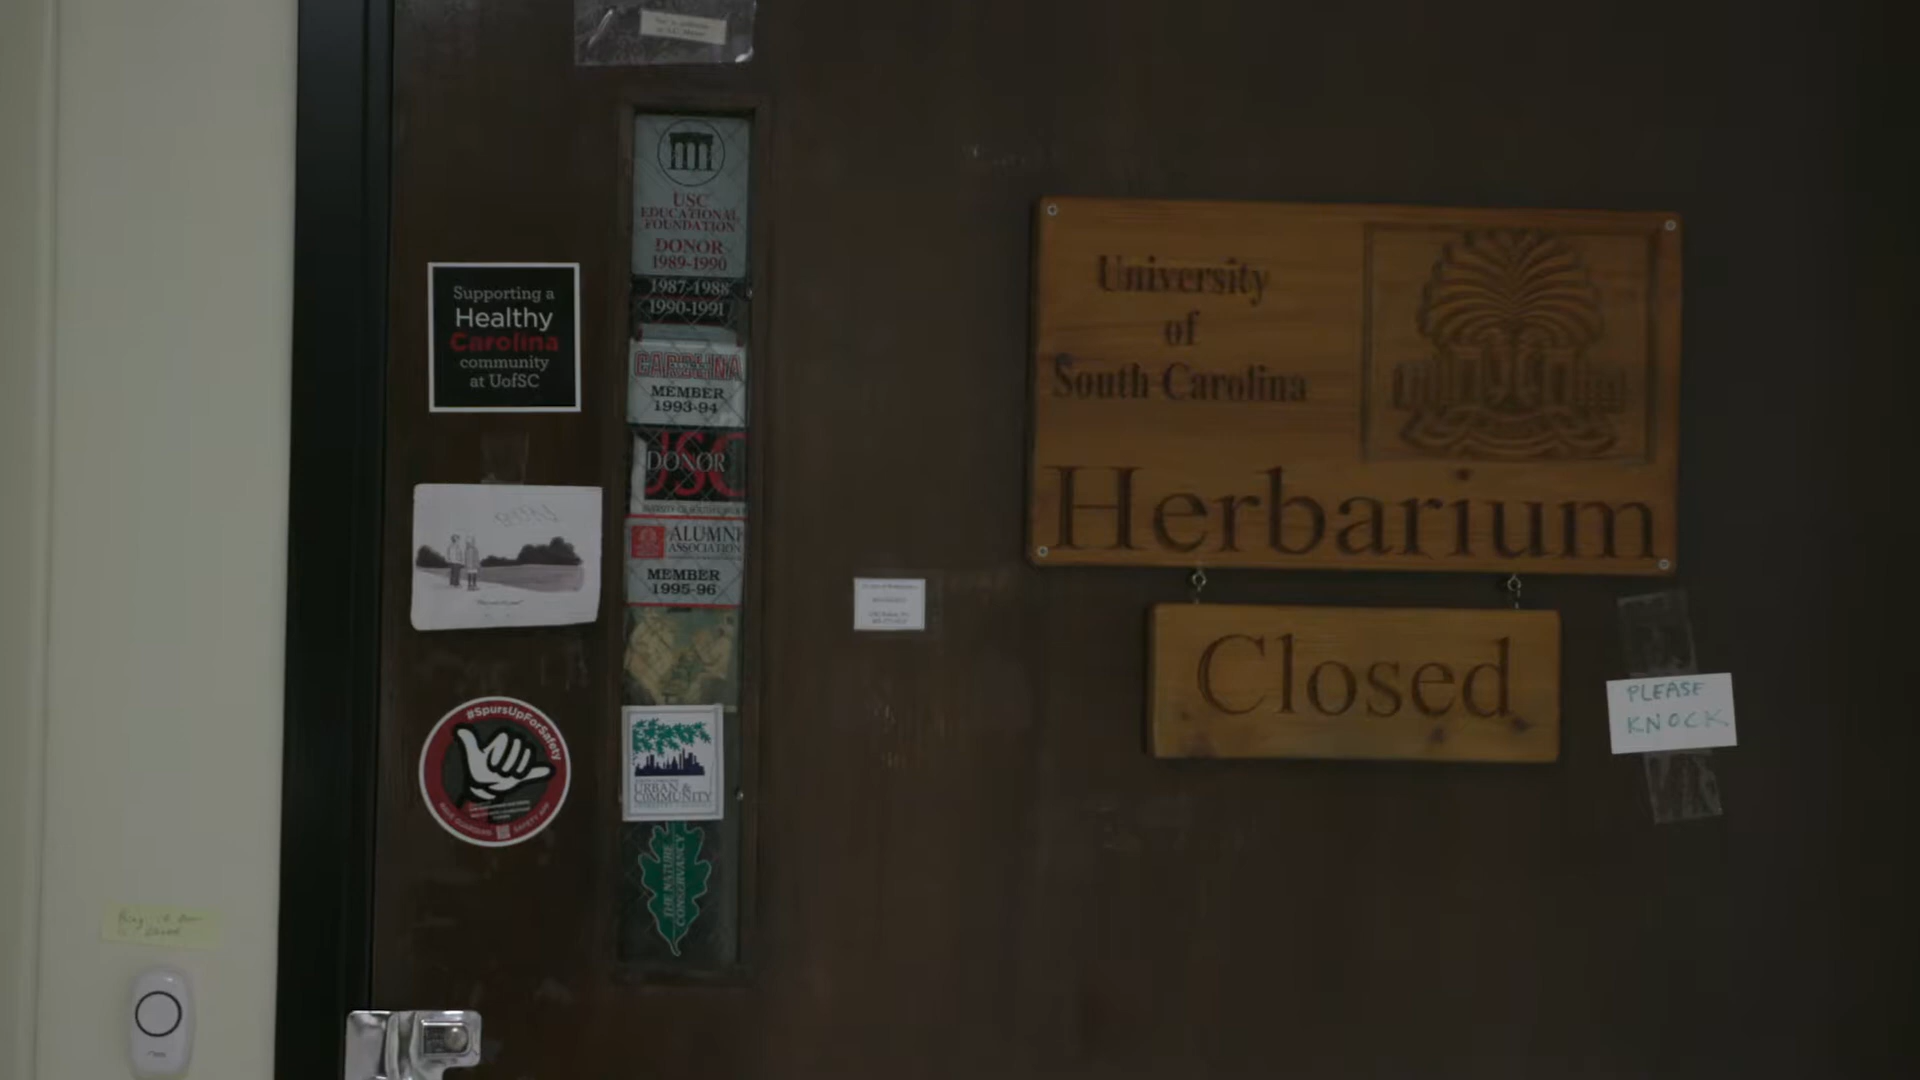 USC
EDUCATIONAL
FOUNDATION
DONOR
1989-1990
1987-1988
1990-1991
Supporting a
Healthy
Carolina
community
at UofSC
CAROLINA
MEMBER
1993-94
USC
DONOR
ALUMNI
ASSOCIATION
MEMBER
1995-96
#SpursUpForSafety
URBAN &
COMMUNITY
THE NATURE
CONSERVANCY
University
of
South Carolina
Herbarium
Closed
PLEASE
KNOCK